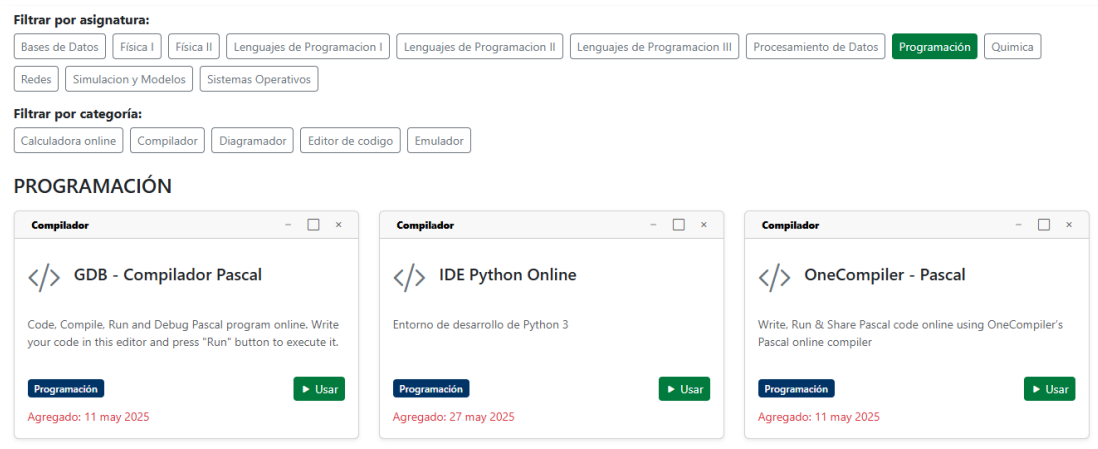 Filtrar por asignatura:
Bases de Datos Física I Física II Lenguajes de Programacion I Lenguajes de Programacion II Lenguajes de Programacion III Procesamiento de Datos Programación Quimica
Redes Simulacion y Modelos Sistemas Operativos
Filtrar por categoría:
Calculadora online Compilador Diagramador Editor de codigo Emulador
PROGRAMACIÓN
Compilador
</> GDB - Compilador Pascal
Code, Compile, Run and Debug Pascal program online. Write
your code in this editor and press "Run" button to execute it.
Programación Usar
Agregado: 11 may 2025
Compilador
</> IDE Python Online
Entorno de desarrollo de Python 3
Programación Usar
Agregado: 27 may 2025
Compilador
</> OneCompiler - Pascal
Write, Run & Share Pascal code online using OneCompiler's
Pascal online compiler
Programación Usar
Agregado: 11 may 2025